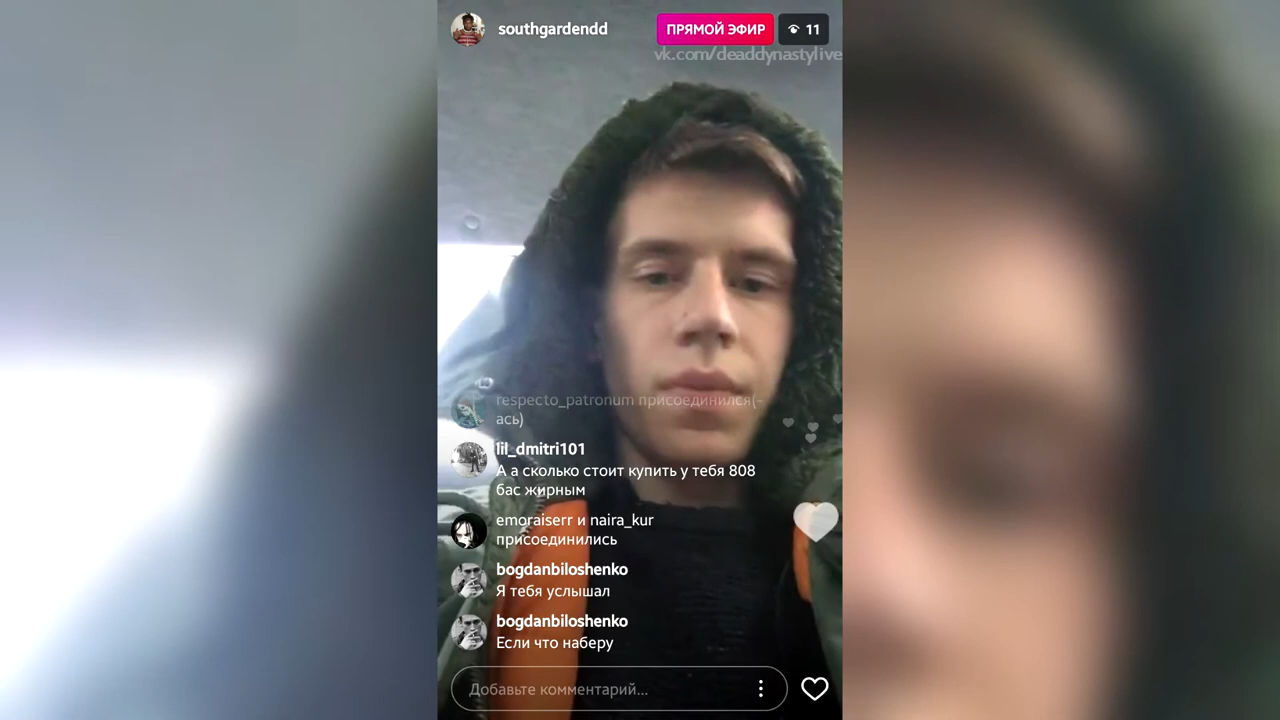 southgardendd
ПРЯМОЙ ЭФИР
11
vk.com/deaddynastylive
respecto_patronum присоединился(-
ась)
lil_dmitri101
А а сколько стоит купить у тебя 808
бас жирным
emoraiserr и naira_kur
присоединились
bogdanbiloshenko
Я тебя услышал
bogdanbiloshenko
Если что наберу
Добавьте комментарий...